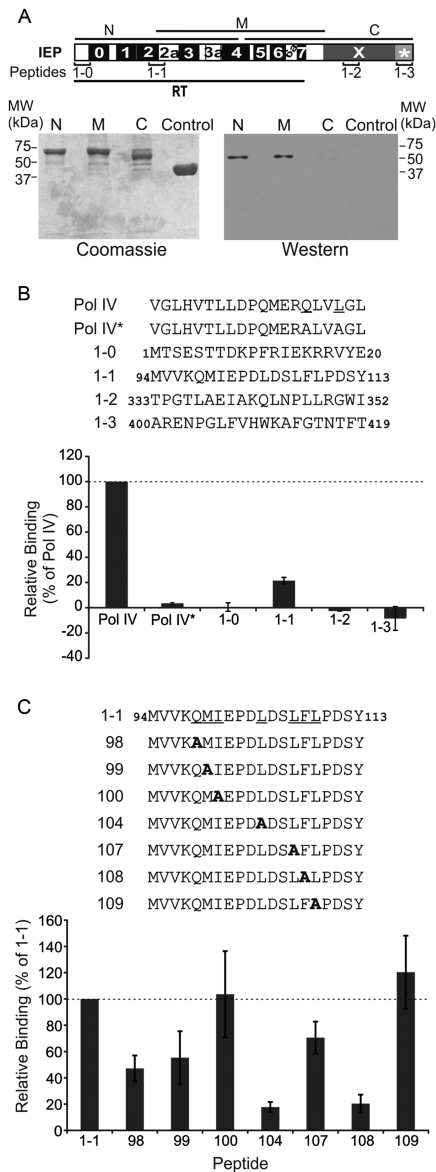 A
N M C
IEP 0 1 2 2a 3 3a 4 5 6 7 X *
Peptides 1-0 1-1 1-2 1-3
RT
MW (kDa) N M C Control N M C Control MW (kDa)
75 75
50 50
37 37
Coomassie Western
B
Pol IV VGLHVTLLDPQMERQLVLGL
Pol IV* VGLHVTLLDPQMERALVAGL
1-0 1MTSESTTDKPFRIEKRRVYE20
1-1 94MVVKQMIEPDLDSLFLPDSY113
1-2 333TPGTLAEIAKQLNPLLRGWI352
1-3 400ARENPGLFVHWKAFGTNTFT419
Relative Binding
(% of Pol IV)
120
100
80
60
40
20
0
-20
-40
Pol IV Pol IV* 1-0 1-1 1-2 1-3
C
1-1 94MVVKQMIEPDLDSLFLPDSY113
98 MVVKAMIEPDLDSLFLPDSY
99 MVVKQAIEPDLDSLFLPDSY
100 MVVKQMAEPDLDSLFLPDSY
104 MVVKQMIEPDADSLFLPDSY
107 MVVKQMIEPDLDSAFLPDSY
108 MVVKQMIEPDLDSLALPDSY
109 MVVKQMIEPDLDSLFAPDSY
Relative Binding (% of 1-1)
160
140
120
100
80
60
40
20
0
1-1 98 99 100 104 107 108 109
Peptide